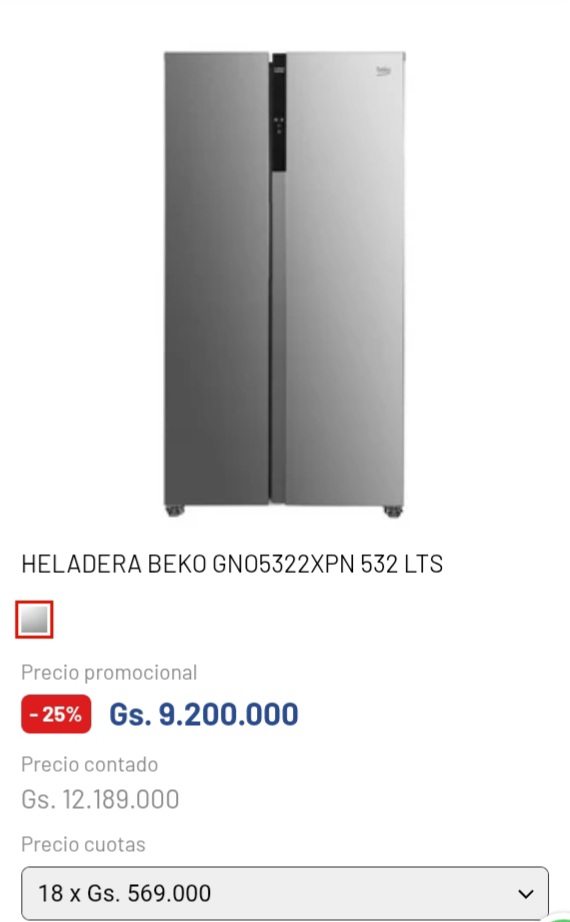 beko
HELADERA BEKO GNO5322XPN 532 LTS
Precio promocional
- 25% Gs. 9.200.000
Precio contado
Gs. 12.189.000
Precio cuotas
18 x Gs. 569.000